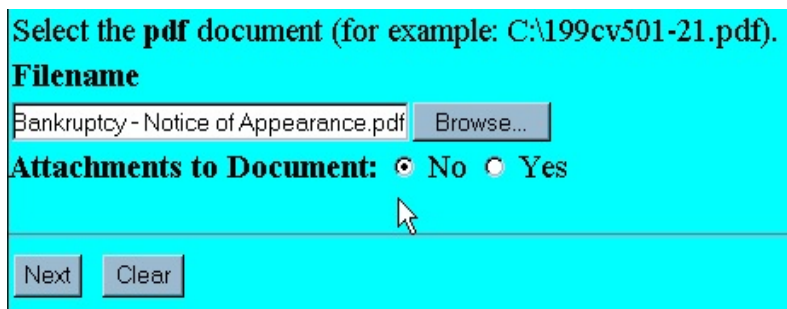 Select the pdf document (for example: C:\199cv501-21.pdf).
Filename
Bankruptcy - Notice of Appearance.pdf Browse...
Attachments to Document: No Yes
Next Clear